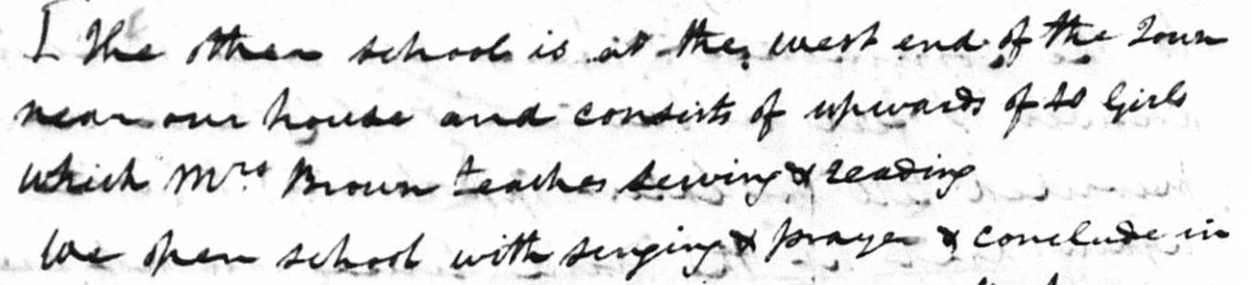 [The other school is at the west end of the Town
near our house and consists of upwards of 40 Girls
which Mrs Brown teaches sewing & reading
We open school with singing & prayer & conclude in